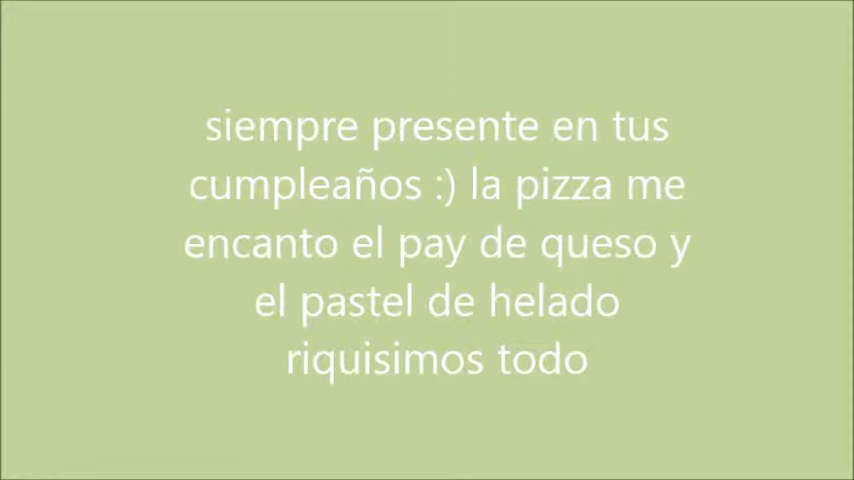 siempre presente en tus
cumpleaños :) la pizza me
encanto el pay de queso y
el pastel de helado
riquisimos todo